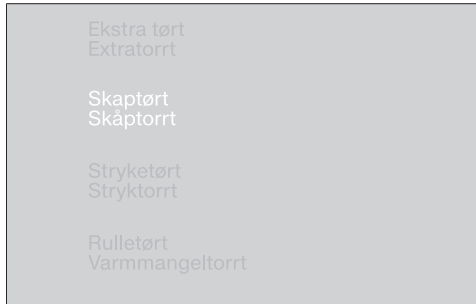 Ekstra tørt
Extratorrt
Skaptørt
Skåptorrt
Stryketørt
Stryktorrt
Rulletørt
Varmmangeltorrt